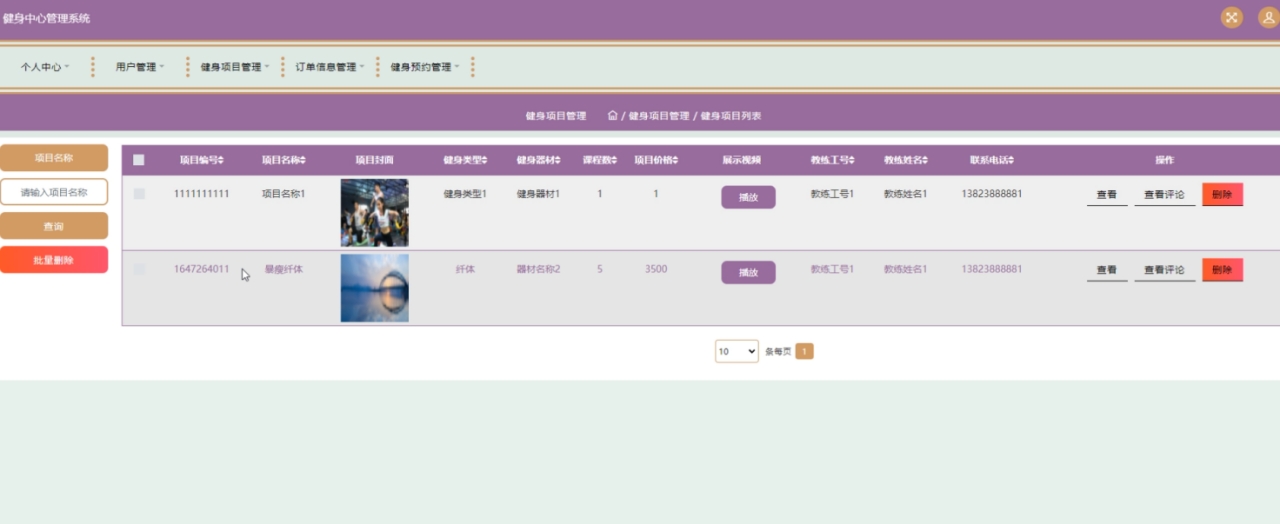 健身中心管理系统
个人中心 用户管理 健身项目管理 订单信息管理 健身预约管理
健身项目管理 / 健身项目管理 / 健身项目列表
项目名称
请输入项目名称
查询
批量删除
项目编号 项目名称 项目封面 健身类型 健身器材 课程数 项目价格 展示视频 教练工号 教练姓名 联系电话 操作
1111111111 项目名称1 健身类型1 健身器材1 1 1 播放 教练工号1 教练姓名1 13823888881 查看 查看评论 删除
1647264011 暴瘦纤体 纤体 器材名称2 5 3500 播放 教练工号1 教练姓名1 13823888881 查看 查看评论 删除
10 条每页 1